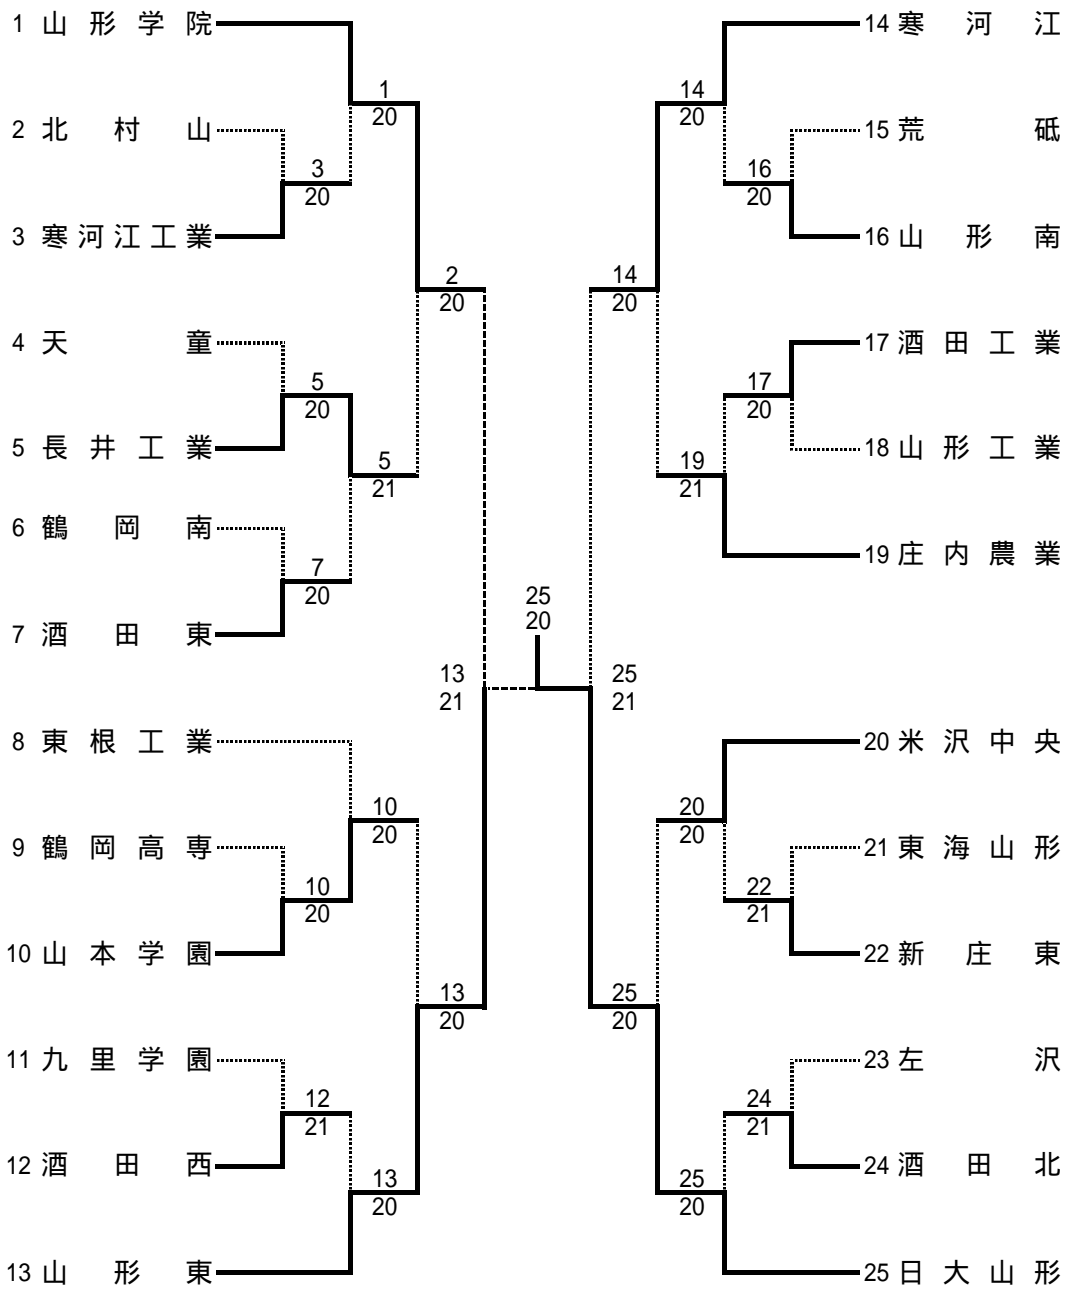 1 山形学院
2 北村山
3 寒河江工業
4 天童
5 長井工業
6 鶴岡南
7 酒田東
8 東根工業
9 鶴岡高専
10 山本学園
11 九里学園
12 酒田西
13 山形東
3
20
5
20
7
20
10
20
12
21
1
20
5
21
10
20
13
20
2
20
13
20
13
21
25
20
25
21
14
20
25
20
14
20
19
21
20
20
25
20
16
20
17
20
22
21
24
21
14 寒河江
15 荒砥
16 山形南
17 酒田工業
18 山形工業
19 庄内農業
20 米沢中央
21 東海山形
22 新庄東
23 左沢
24 酒田北
25 日大山形